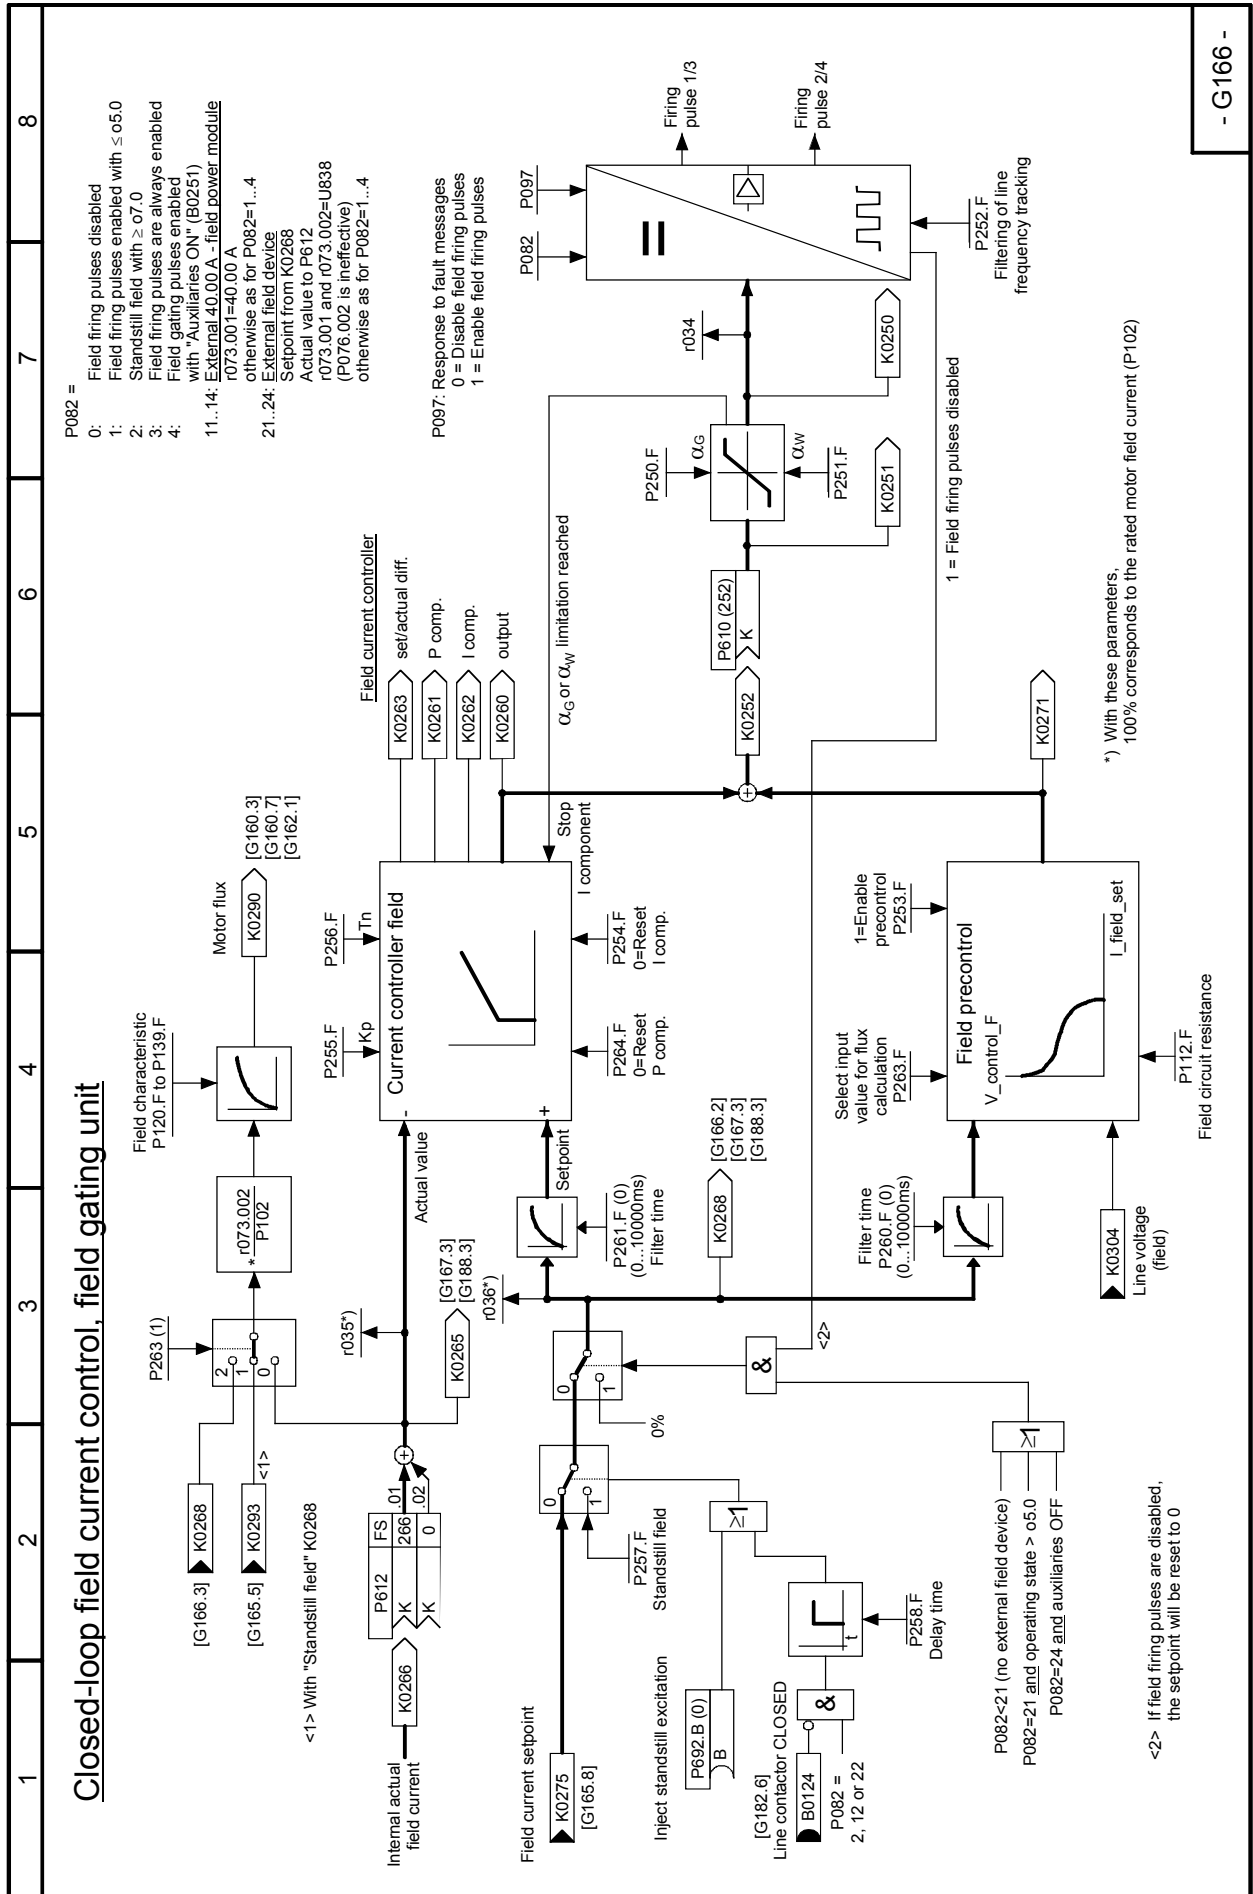 Closed-loop field current control, field gating unit
1
2
3
4
5
6
7
8
P082 =
0: Field firing pulses disabled
1: Field firing pulses enabled with ≤ o5.0
2: Standstill field with ≥ o7.0
3: Field firing pulses are always enabled
4: Field gating pulses enabled
with "Auxiliaries ON" (B0251)
11..14: External 40.00 A - field power module
r073.001=40.00 A
otherwise as for P082=1...4
21..24: External field device
Setpoint from K0268
Actual value to P612
r073.001 and r073.002=U838
(P076.002 is ineffective)
otherwise as for P082=1...4
P097: Response to fault messages
0 = Disable field firing pulses
1 = Enable field firing pulses
[G166.3]
K0268
[G165.5]
K0293
<1>
P263 (1)
2
1
0
* r073.002
P102
Field characteristic
P120.F to P139.F
Motor flux
K0290
[G160.3]
[G160.7]
[G162.1]
<1> With "Standstill field" K0268
Internal actual
field current
K0266
P612
FS
K
266
.01
K
0
.02
+
r035*)
K0265
[G167.3]
[G188.3]
Actual value
P255.F
Kp
P256.F
Tn
Current controller field
-
+
Setpoint
P264.F
0=Reset
P comp.
P254.F
0=Reset
I comp.
Stop
I component
Field current controller
K0263
set/actual diff.
K0261
P comp.
K0262
I comp.
K0260
output
αG or αW limitation reached
Field current setpoint
K0275
[G165.8]
0
1
P257.F
Standstill field
0
1
0%
r036*)
P261.F (0)
(0...10000ms)
Filter time
K0268
[G166.2]
[G167.3]
[G188.3]
Inject standstill excitation
P692.B (0)
B
≥1
[G182.6]
Line contactor CLOSED
B0124
P082 =
2, 12 or 22
&
t
P258.F
Delay time
&
<2>
≥1
P082<21 (no external field device)
P082=21 and operating state > o5.0
P082=24 and auxiliaries OFF
<2> If field firing pulses are disabled,
the setpoint will be reset to 0
Filter time
P260.F (0)
(0...10000ms)
K0304
Line voltage
(field)
Select input
value for flux
calculation
P263.F
1=Enable
precontrol
P253.F
Field precontrol
V_control_F
I_field_set
P112.F
Field circuit resistance
K0271
+
K0252
P610 (252)
K
K0251
P250.F
αG
αW
P251.F
K0250
r034
P082
P097
=
Firing
pulse 1/3
Firing
pulse 2/4
P252.F
Filtering of line
frequency tracking
1 = Field firing pulses disabled
*) With these parameters,
100% corresponds to the rated motor field current (P102)
- G166 -